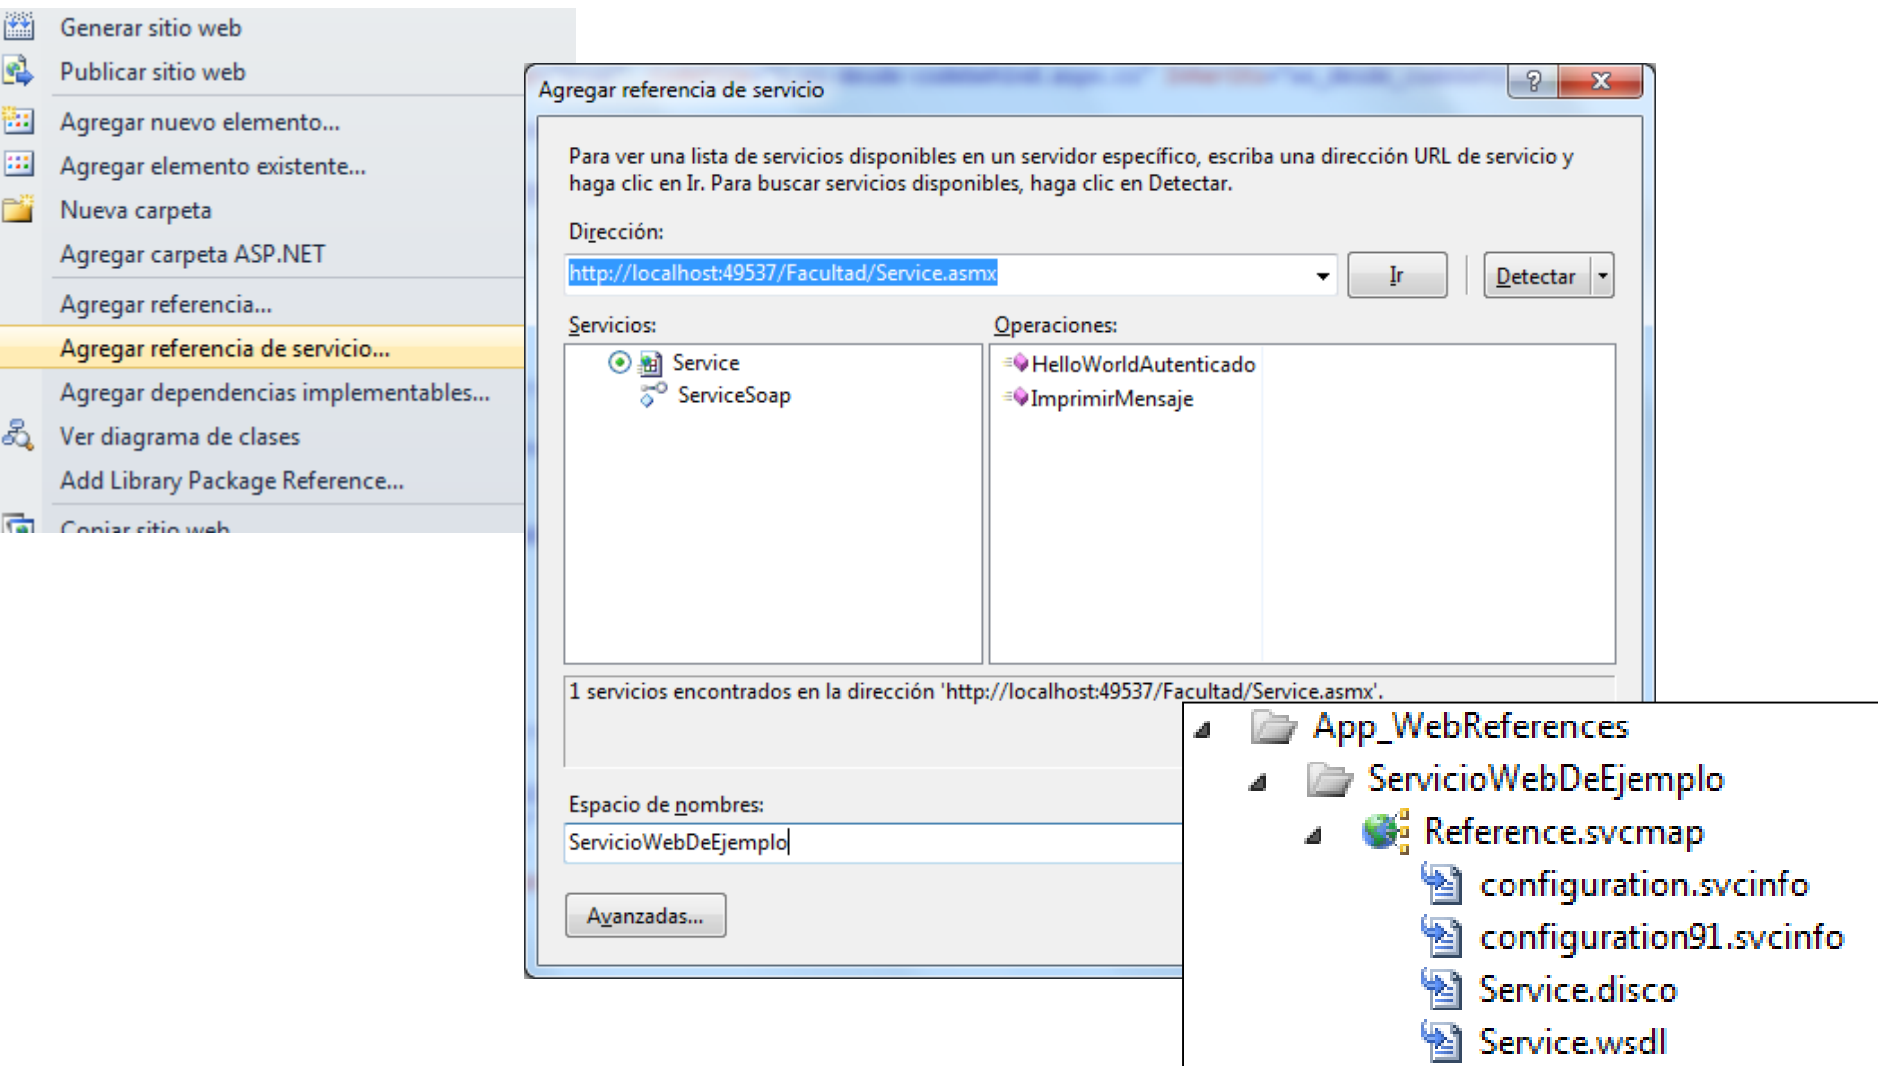 Generar sitio web
Publicar sitio web
Agregar nuevo elemento...
Agregar elemento existente...
Nueva carpeta
Agregar carpeta ASP.NET
Agregar referencia...
Agregar referencia de servicio...
Agregar dependencias implementables...
Ver diagrama de clases
Add Library Package Reference...
Copiar sitio web
Agregar referencia de servicio
Para ver una lista de servicios disponibles en un servidor específico, escriba una dirección URL de servicio y
haga clic en Ir. Para buscar servicios disponibles, haga clic en Detectar.
Dirección:
http://localhost:49537/Facultad/Service.asmx
Ir
Detectar
Servicios:
Operaciones:
Service
ServiceSoap
HelloWorldAutenticado
ImprimirMensaje
1 servicios encontrados en la dirección 'http://localhost:49537/Facultad/Service.asmx'.
Espacio de nombres:
ServicioWebDeEjemplo
Avanzadas...
App_WebReferences
ServicioWebDeEjemplo
Reference.svcmap
configuration.svcinfo
configuration91.svcinfo
Service.disco
Service.wsdl